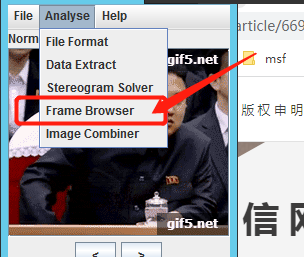 File Analyse Help
Norm
File Format
Data Extract
Stereogram Solver
Frame Browser
Image Combiner
gif5.net
gif5.net
< >
article/669
msf
版权申明
信网